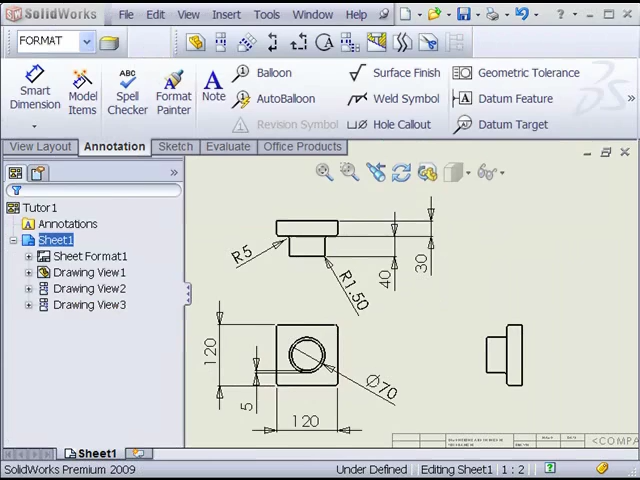 SolidWorks File Edit View Insert Tools Window Help
FORMAT
Smart Dimension
Model Items
ABC
Spell Checker
Format Painter
A
Note
Balloon
AutoBalloon
Revision Symbol
Surface Finish
Weld Symbol
Hole Callout
Geometric Tolerance
Datum Feature
Datum Target
View Layout Annotation Sketch Evaluate Office Products
Tutor1
Annotations
Sheet1
Sheet Format1
Drawing View1
Drawing View2
Drawing View3
R5
R1.50
40
30
120
5
Ø70
120
<COMPA
Sheet1
SolidWorks Premium 2009 Under Defined Editing Sheet1 1 : 2